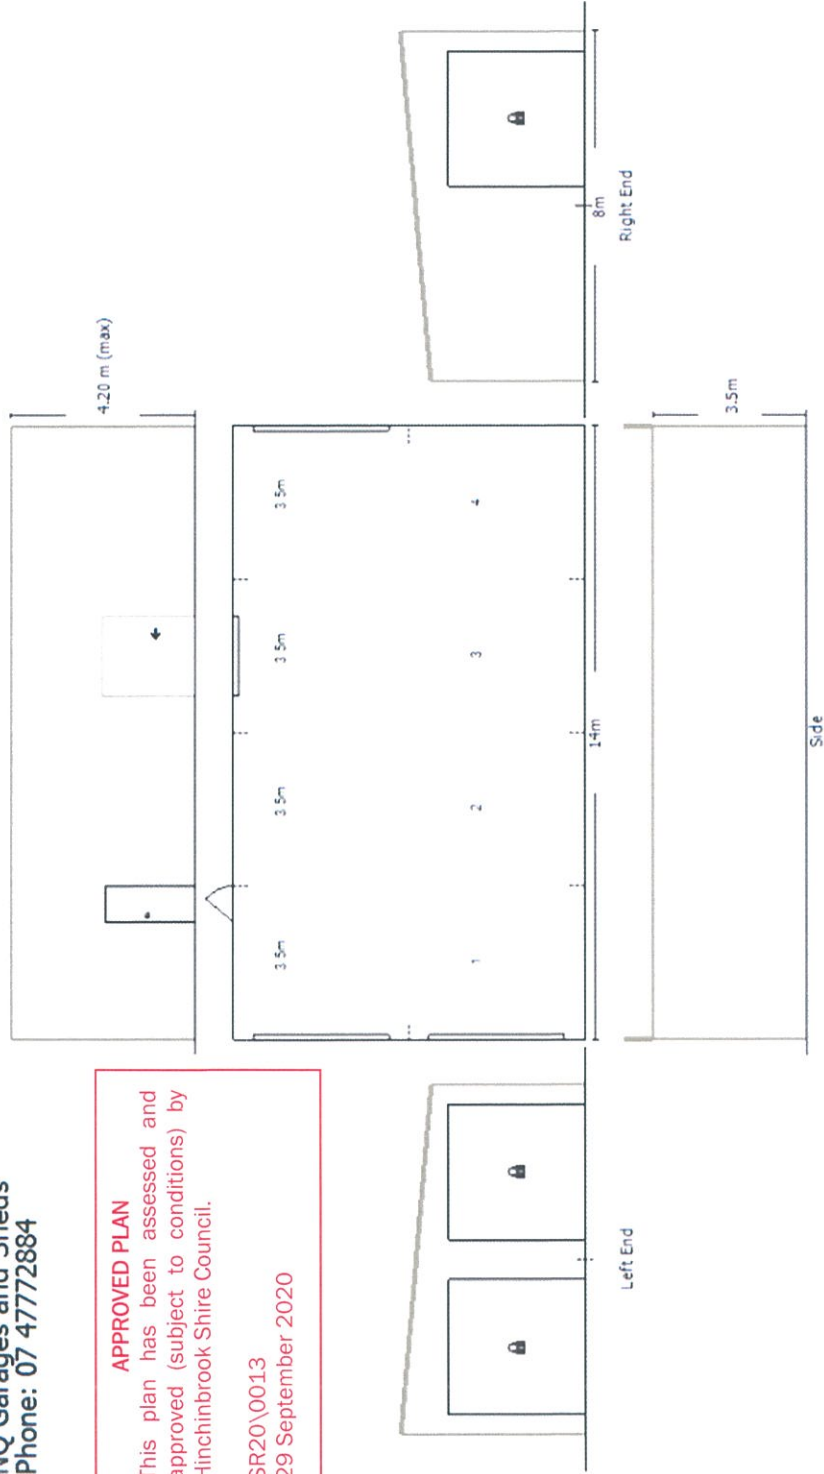 NQ Garages and Sheds
Phone: 07 47772884
APPROVED PLAN
This plan has been assessed and
approved (subject to conditions) by
Hinchinbrook Shire Council.
SR20\0013
29 September 2020
4.20 m (max)
3.5m
3.5m
3.5m
3.5m
1
2
3
4
14m
Left End
8m
Right End
3.5m
Side